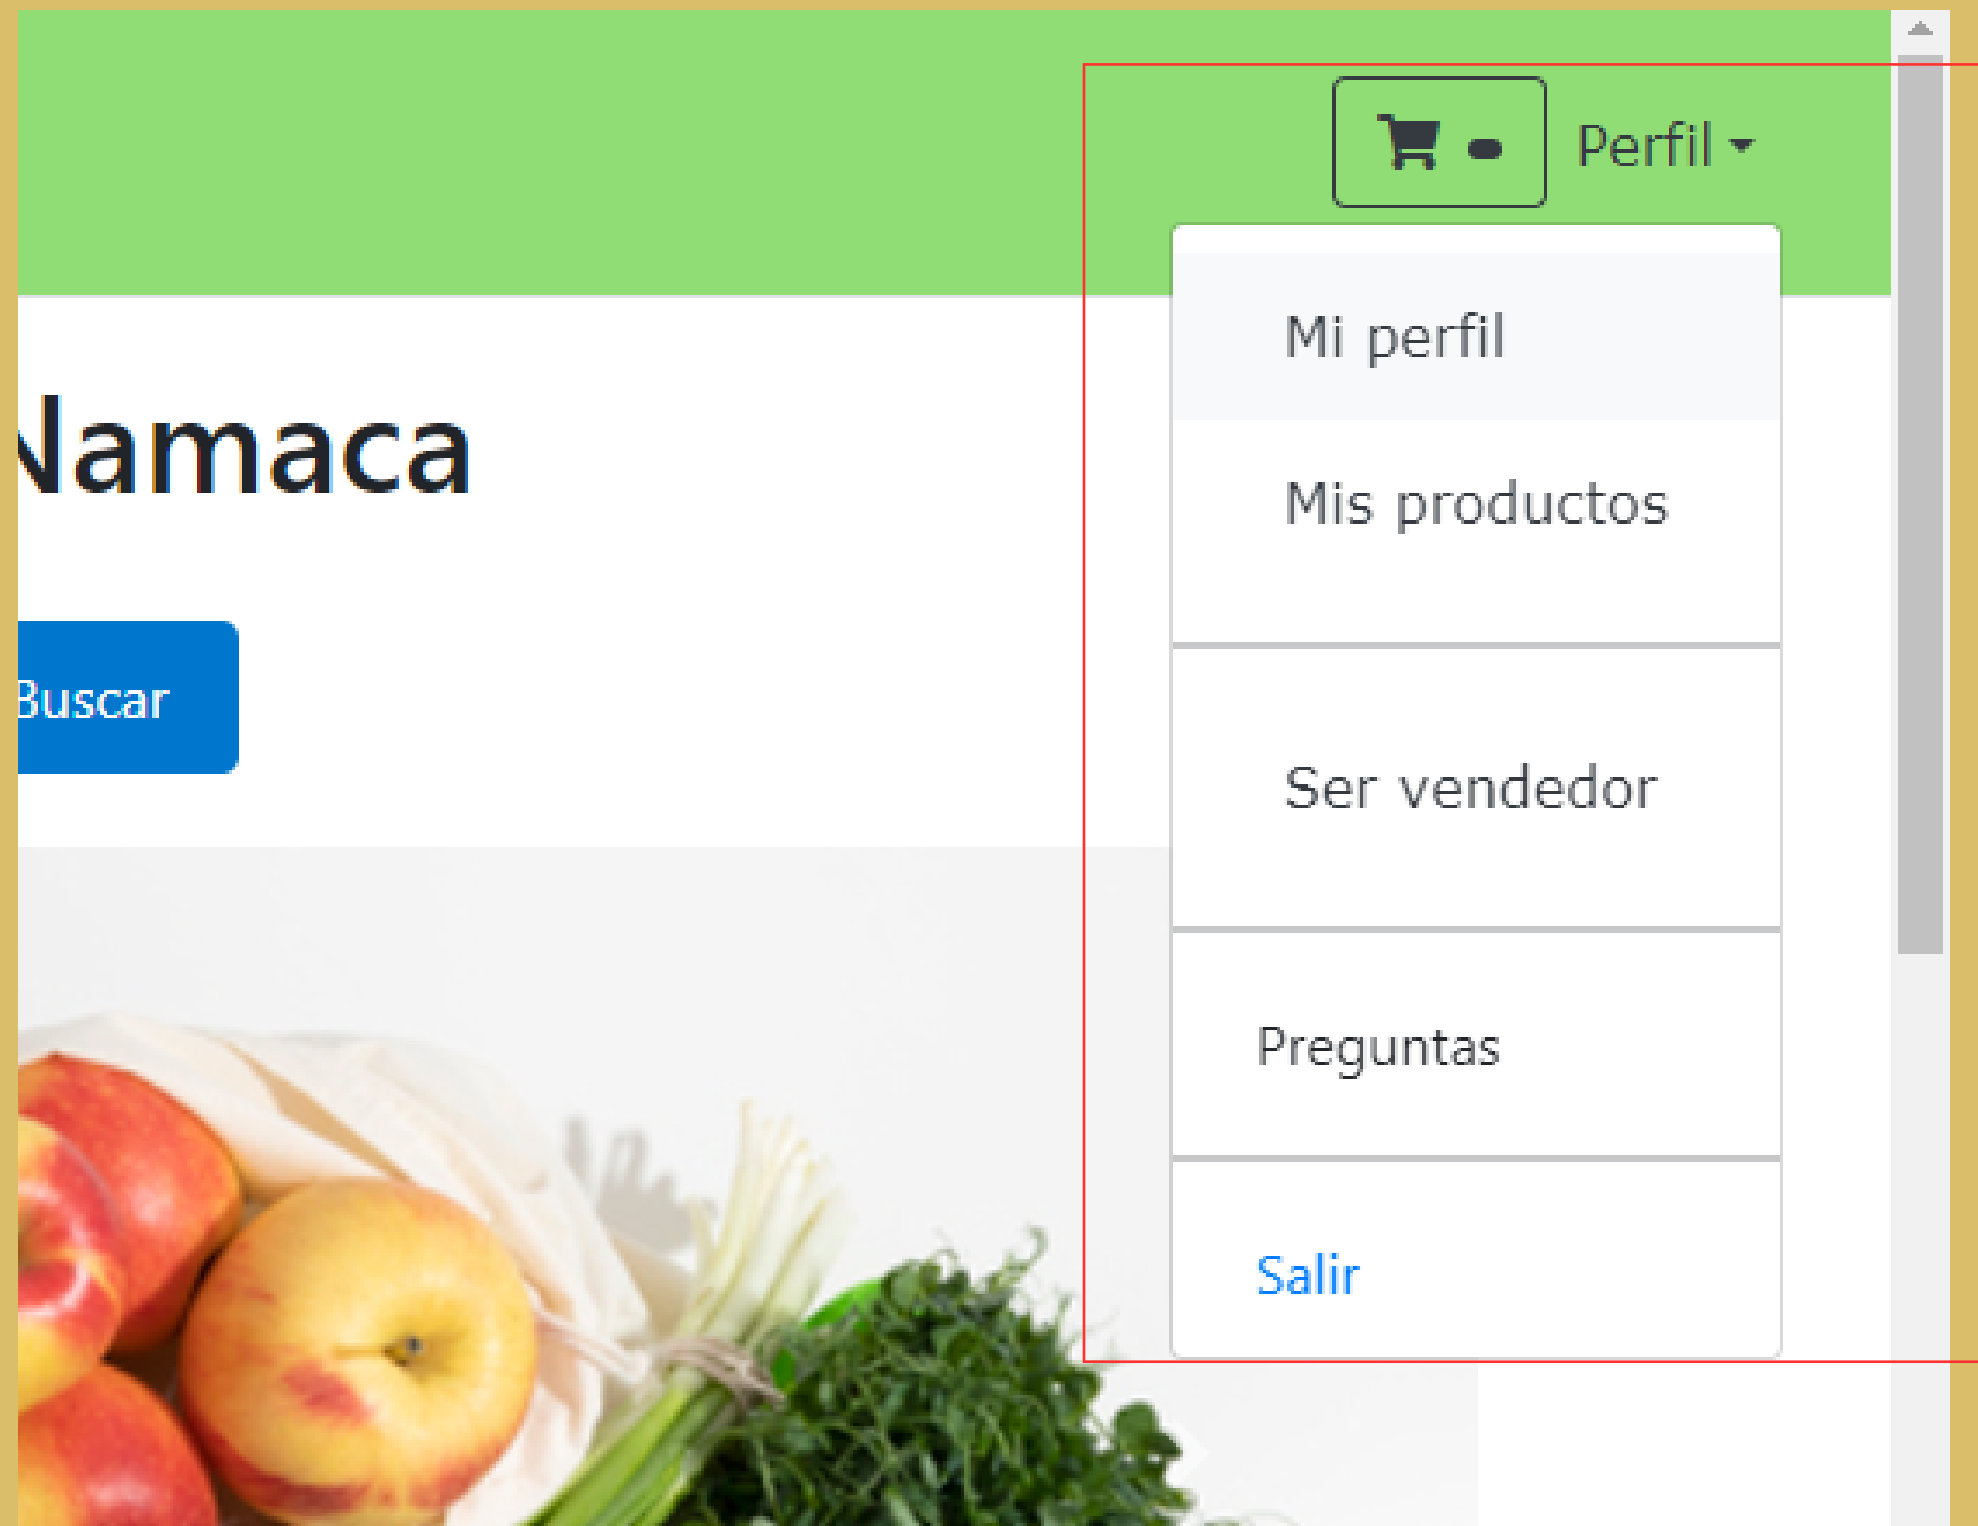 Perfil
Mi perfil
Namaca
Mis productos
Buscar
Ser vendedor
Preguntas
Salir